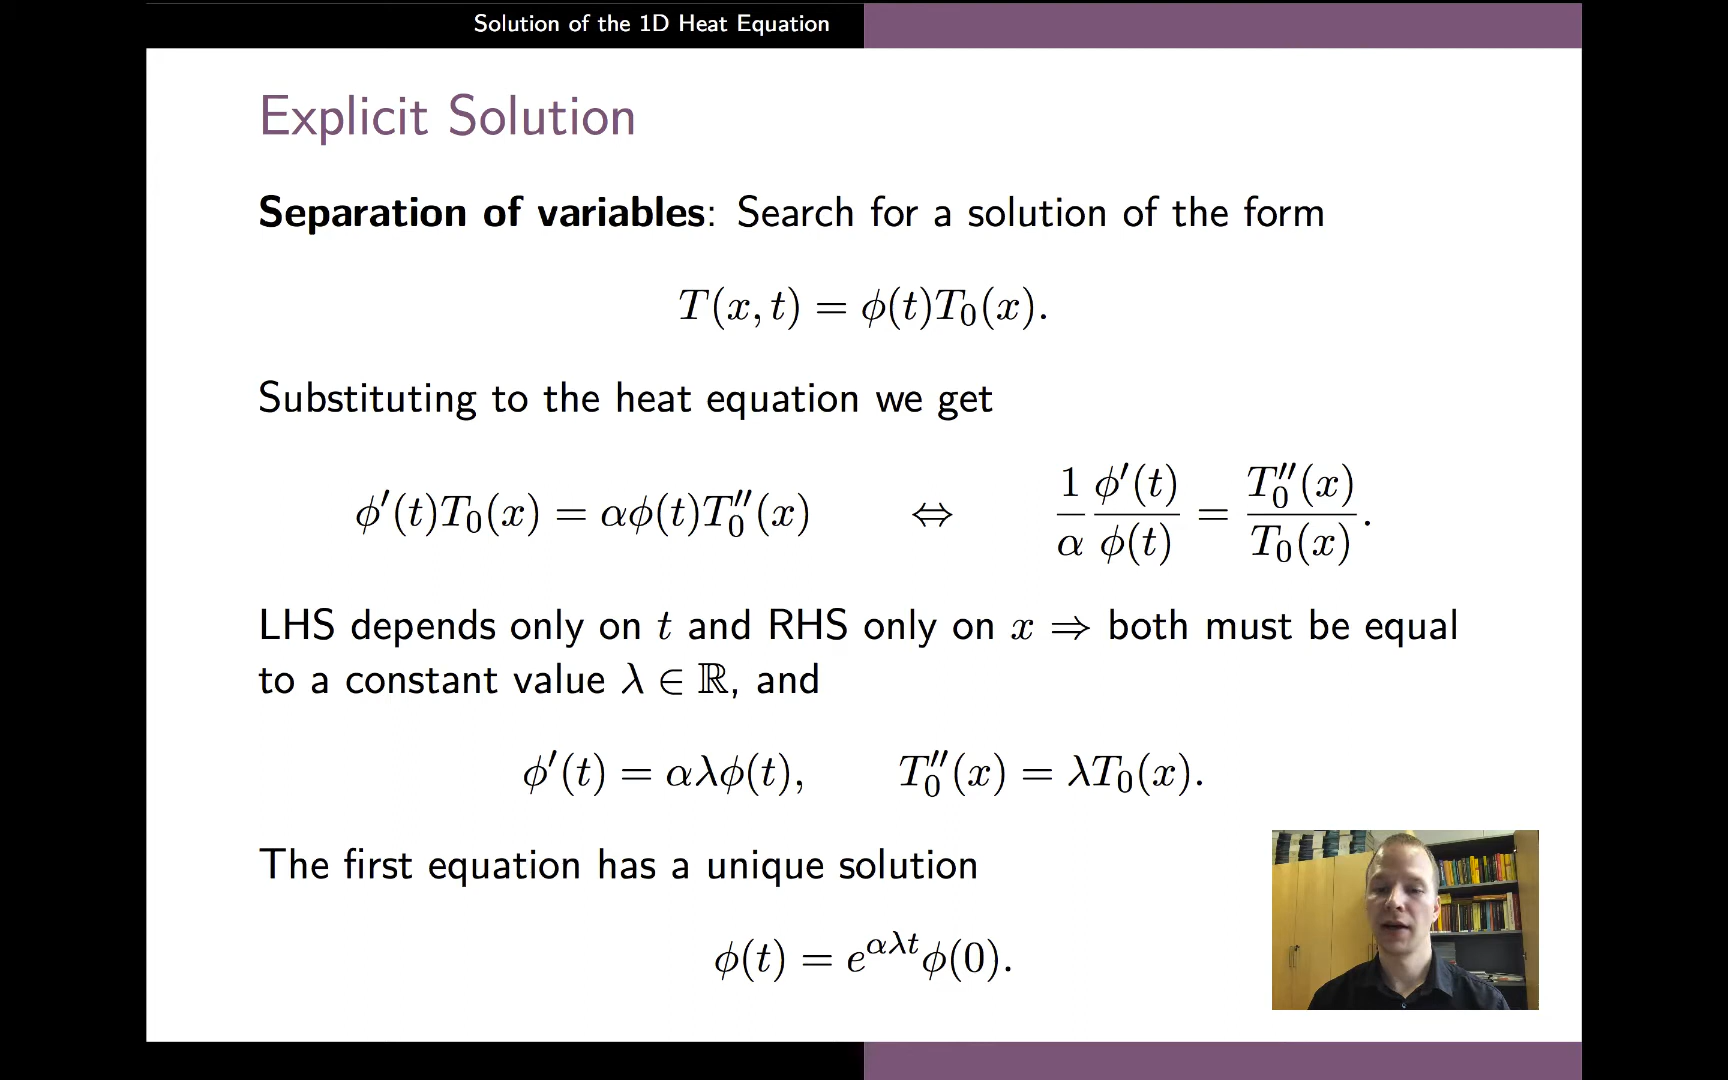 Solution of the 1D Heat Equation
Explicit Solution
Separation of variables: Search for a solution of the form
T(x, t) = ϕ(t)T₀(x).
Substituting to the heat equation we get
ϕ′(t)T₀(x) = αϕ(t)T₀″(x) ⇔ (1/α)(ϕ′(t)/ϕ(t)) = T₀″(x)/T₀(x).
LHS depends only on t and RHS only on x ⇒ both must be equal
to a constant value λ ∈ ℝ, and
ϕ′(t) = αλϕ(t), T₀″(x) = λT₀(x).
The first equation has a unique solution
ϕ(t) = e^{αλt}ϕ(0).